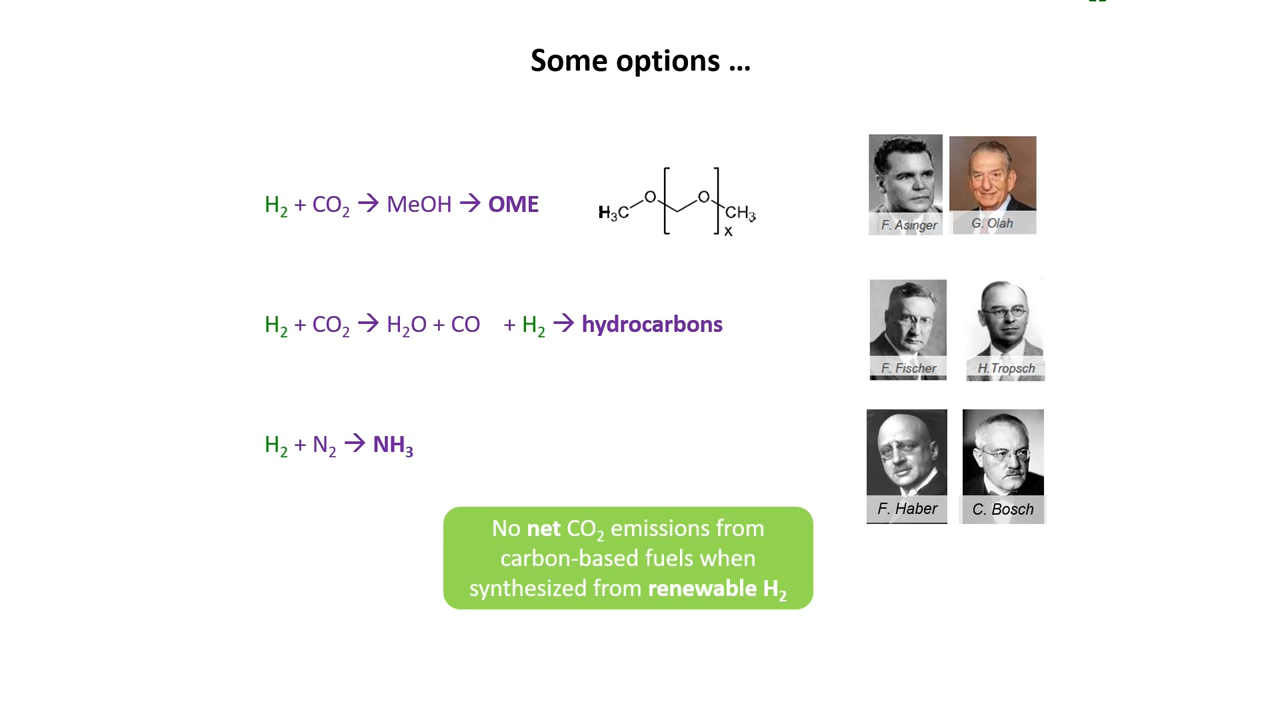 Some options ...
H₂ + CO₂ → MeOH → OME
H₃C O O CH₃ x
F. Asinger G. Olah
H₂ + CO₂ → H₂O + CO + H₂ → hydrocarbons
F. Fischer H.Tropsch
H₂ + N₂ → NH₃
F. Haber C. Bosch
No net CO₂ emissions from
carbon-based fuels when
synthesized from renewable H₂